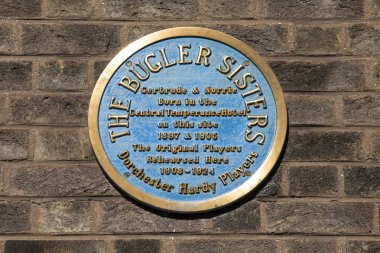 THE BUGLER SISTERS
Gertrude & Norrie
Born in the
Central Temperance Hotel
on this site
1897 & 1905
The Original Players
Rehearsed Here
1908-1924
Dorchester Hardy Players